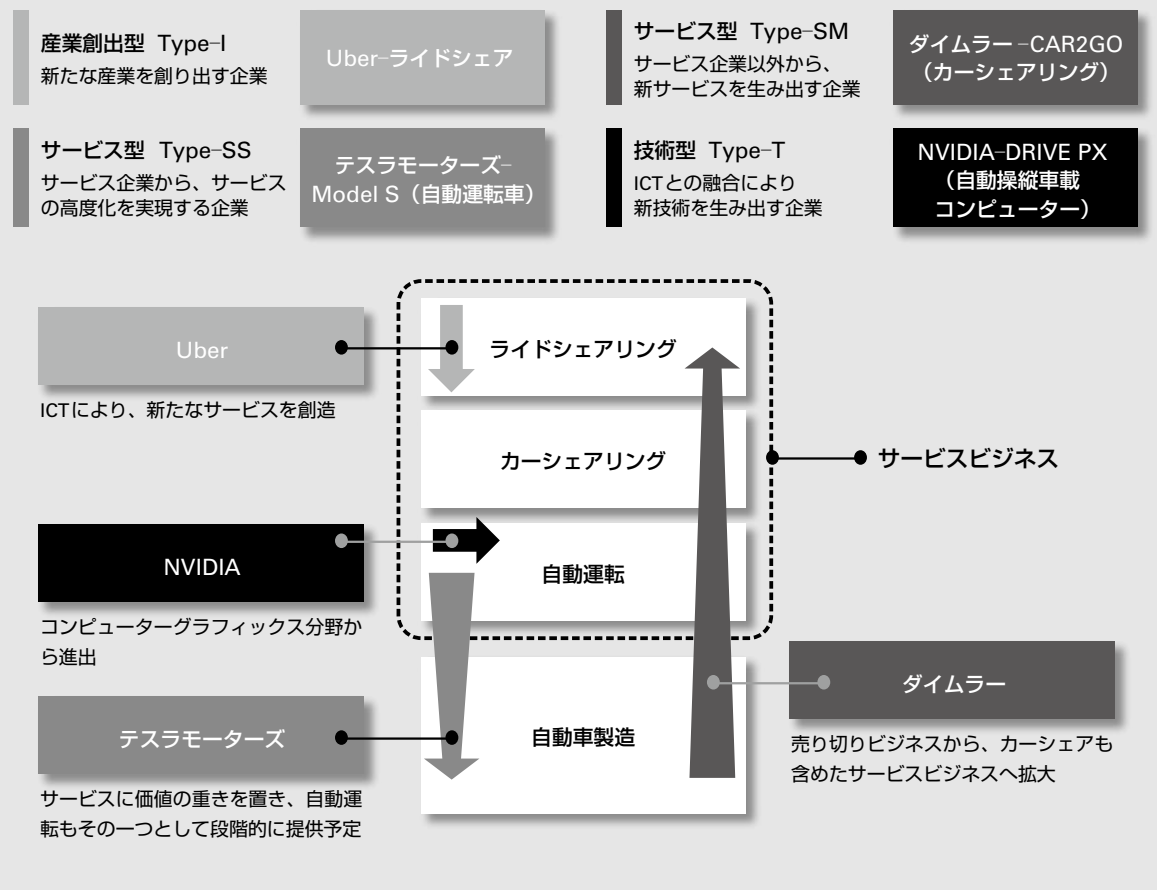 産業創出型 Type–I
新たな産業を創り出す企業
Uber–ライドシェア
サービス型 Type–SM
サービス企業以外から、
新サービスを生み出す企業
ダイムラー –CAR2GO
（カーシェアリング）
サービス型 Type–SS
サービス企業から、サービス
の高度化を実現する企業
テスラモーターズ–
Model S（自動運転車）
技術型 Type–T
ICTとの融合により
新技術を生み出す企業
NVIDIA–DRIVE PX
（自動操縦車載
コンピューター）
Uber
ICTにより、新たなサービスを創造
ライドシェアリング
カーシェアリング
サービスビジネス
NVIDIA
コンピューターグラフィックス分野か
ら進出
自動運転
テスラモーターズ
サービスに価値の重きを置き、自動運
転もその一つとして段階的に提供予定
自動車製造
ダイムラー
売り切りビジネスから、カーシェアも
含めたサービスビジネスへ拡大